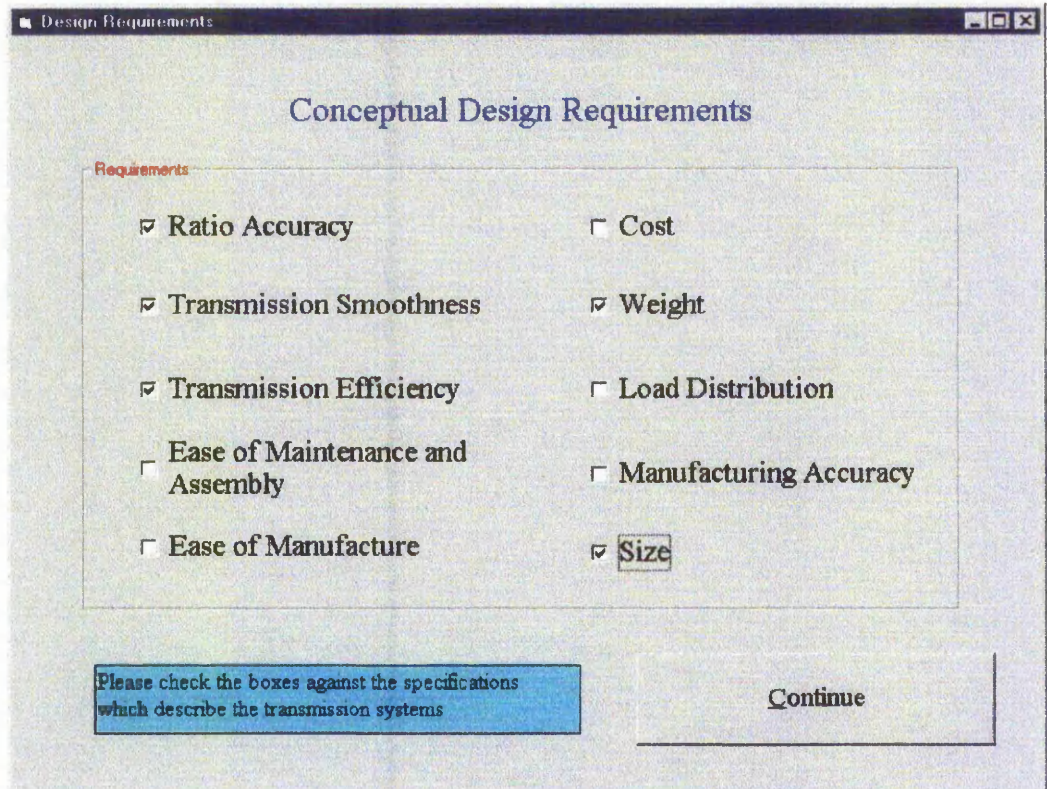 Design Requirements
Conceptual Design Requirements
Requirements
Ratio Accuracy
Cost
Transmission Smoothness
Weight
Transmission Efficiency
Load Distribution
Ease of Maintenance and
Assembly
Manufacturing Accuracy
Ease of Manufacture
Size
Please check the boxes against the specifications
which describe the transmission systems
Continue